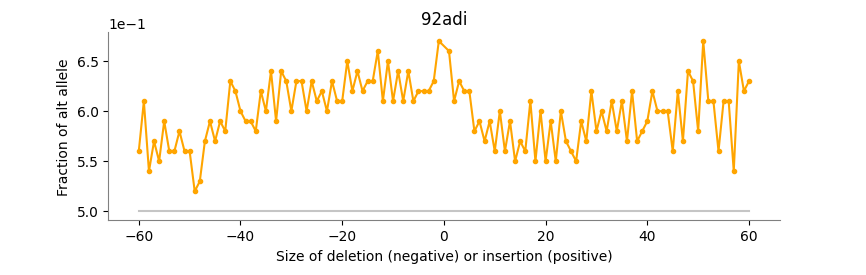 92adi
1e−1
6.5
6.0
5.5
5.0
Fraction of alt allele
−60 −40 −20 0 20 40 60
Size of deletion (negative) or insertion (positive)